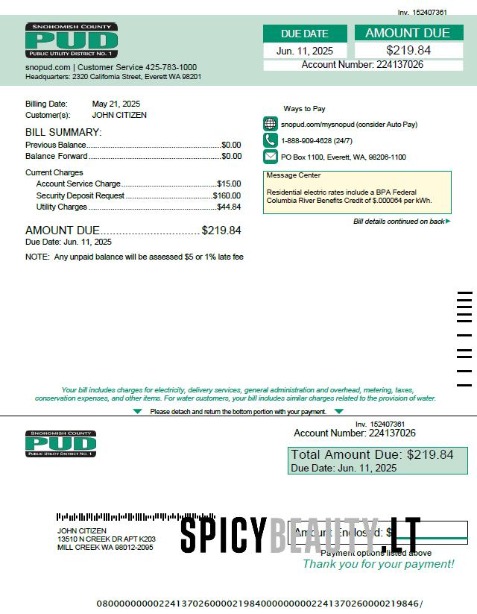 Inv. 152407361
SNOHOMISH COUNTY
PUD
PUBLIC UTILITY DISTRICT NO. 1
DUE DATE
AMOUNT DUE
Jun. 11, 2025
$219.84
snopud.com | Customer Service 425-783-1000
Account Number: 224137026
Headquarters: 2320 California Street, Everett WA 98201
Billing Date: May 21, 2025
Customer(s): JOHN CITIZEN
Ways to Pay
snopud.com/mysnopud (consider Auto Pay)
1-888-909-4628 (24/7)
PO Box 1100, Everett, WA, 98206-1100
BILL SUMMARY:
Previous Balance $0.00
Balance Forward $0.00
Current Charges
Account Service Charge $15.00
Security Deposit Request $160.00
Utility Charges $44.84
Message Center
Residential electric rates include a BPA Federal
Columbia River Benefits Credit of $.000064 per kWh.
Bill details continued on back
AMOUNT DUE $219.84
Due Date: Jun. 11, 2025
NOTE: Any unpaid balance will be assessed $5 or 1% late fee
Your bill includes charges for electricity, delivery services, general administration and overhead, metering, taxes,
conservation expenses, and other items. For water customers, your bill includes similar charges related to the provision of water.
Please detach and return the bottom portion with your payment.
Inv. 152407361
SNOHOMISH COUNTY
PUD
PUBLIC UTILITY DISTRICT NO. 1
Account Number: 224137026
Total Amount Due: $219.84
Due Date: Jun. 11, 2025
JOHN CITIZEN
13510 N CREEK DR APT K203
MILL CREEK WA 98012-2095
SPICYBEAUTY.LT
Amount Enclosed: $
Payment options listed above
Thank you for your payment!